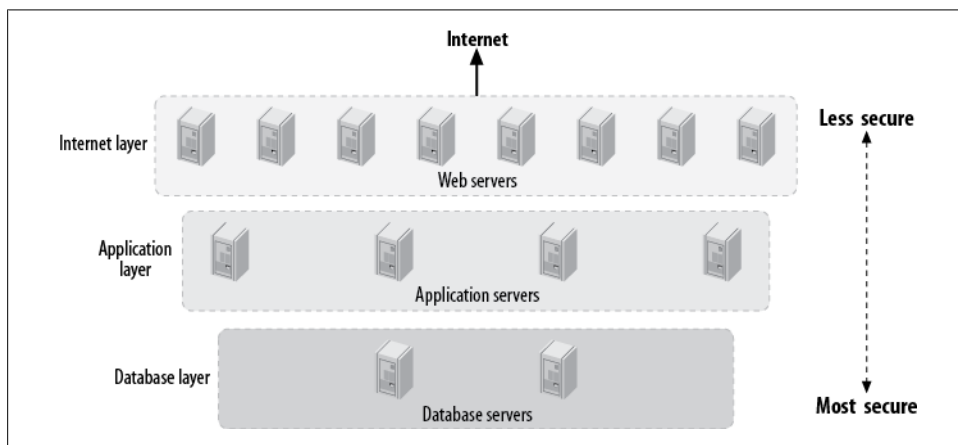 Internet
Internet layer
Web servers
Less secure
Application
layer
Application servers
Database layer
Database servers
Most secure